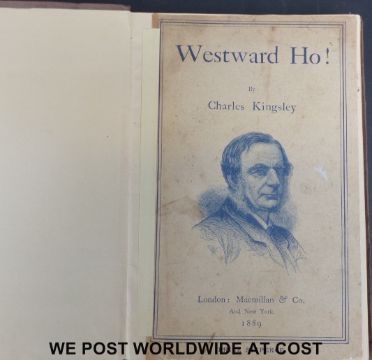 Westward Ho!
By
Charles Kingsley
London: Macmillan & Co.
And New York
1889
WE POST WORLDWIDE AT COST